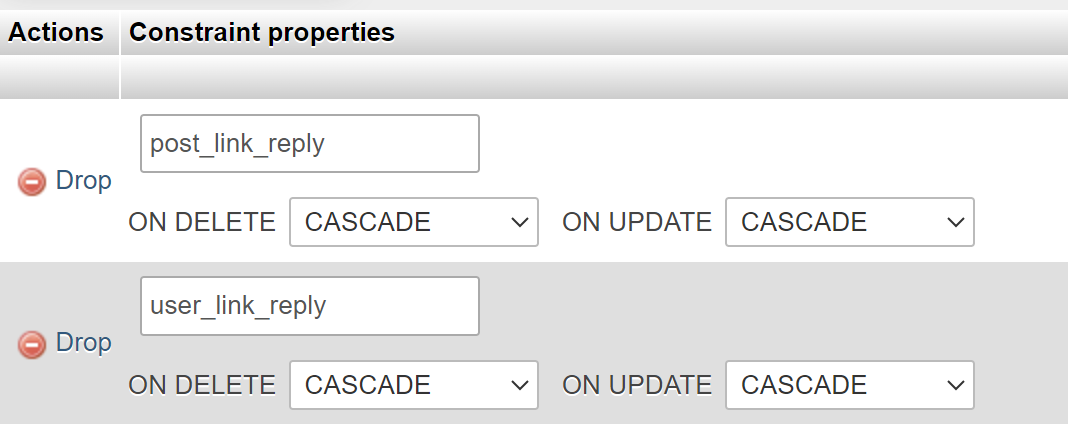 Actions Constraint properties
post_link_reply
Drop
ON DELETE CASCADE ON UPDATE CASCADE
user_link_reply
Drop
ON DELETE CASCADE ON UPDATE CASCADE